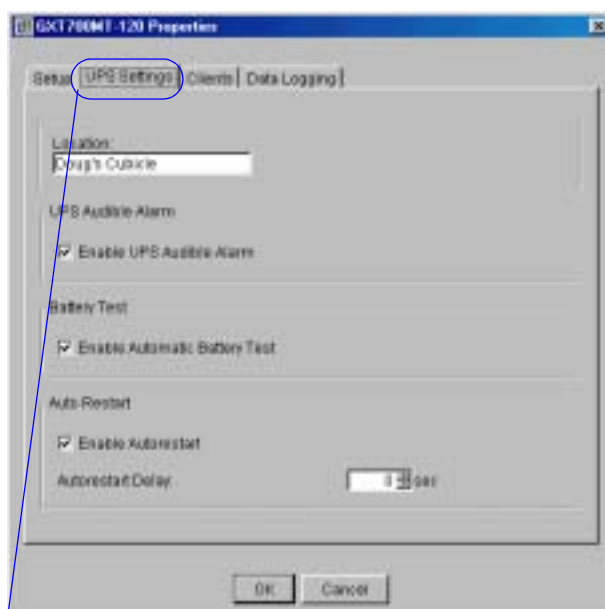 GXT700MT-120 Properties
Setup UPS Settings Clients Data Logging
Location:
Doug's Cubicle
UPS Audible Alarm
Enable UPS Audible Alarm
Battery Test
Enable Automatic Battery Test
Auto-Restart
Enable Autorestart
Autorestart Delay
sec
OK Cancel